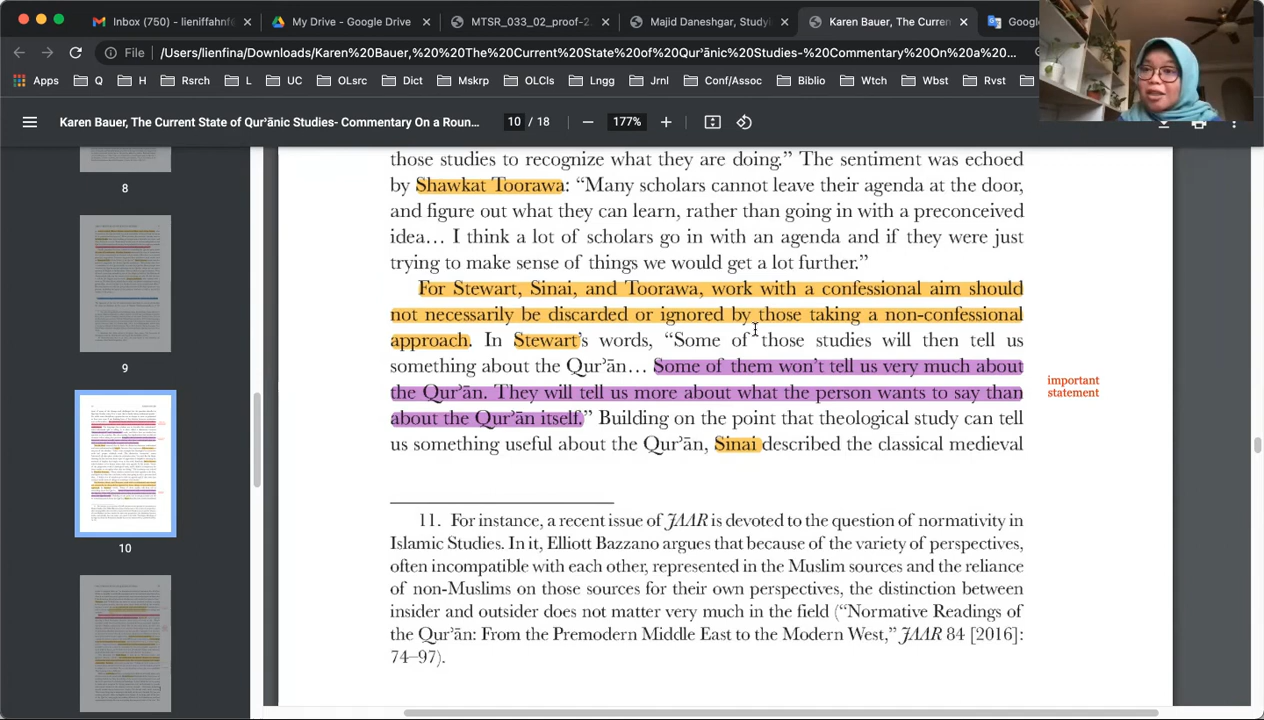 Inbox (750) – lieniffahnf
My Drive - Google Drive
MTSR_033_02_proof-2.
Majid Daneshgar, Study
Karen Bauer, The Curren
Goog
File
/Users/lienfina/Downloads/Karen%20Bauer,%20%20The%20Current%20State%20of%20Qurʾānic%20Studies-%20Commentary%20On%20a%20...
Apps Q H Rsrch L UC OLsrc Dict Mskrp OLCls Lngg Jrnl Conf/Assoc Biblio Wtch Wbst Rvst
Karen Bauer, The Current State of Qurʾānic Studies- Commentary On a Roun...
10 / 18
177%
8
9
10
those studies to recognize what they are doing.” The sentiment was echoed
by Shawkat Toorawa: “Many scholars cannot leave their agenda at the door,
and figure out what they can learn, rather than going in with a preconceived
idea… I think a lot of scholars go in with an agenda and if they were just
trying to make sense of things we would get a lot further.”
For Stewart, Sinai, and Toorawa, work with a confessional aim should
not necessarily be discarded or ignored by those taking a non-confessional
approach. In Stewart’s words, “Some of those studies will then tell us
something about the Qurʾān… Some of them won’t tell us very much about
the Qurʾān. They will tell us more about what the person wants to say than
about the Qurʾān itself.” Building on the point that theological study can tell
us something useful about the Qurʾān, Sinai described the classical medieval
important
statement
11. For instance, a recent issue of JAAR is devoted to the question of normativity in
Islamic Studies. In it, Elliott Bazzano argues that because of the variety of perspectives,
often incompatible with each other, represented in the Muslim sources and the reliance
of non-Muslims on those sources for their own perspectives, the distinction between
insider and outsider does not matter very much in the field (“Normative Readings of
the Qurʾān: From the Premodern Middle East to the Modern West,” JAAR 84 [2016]:
74–97).